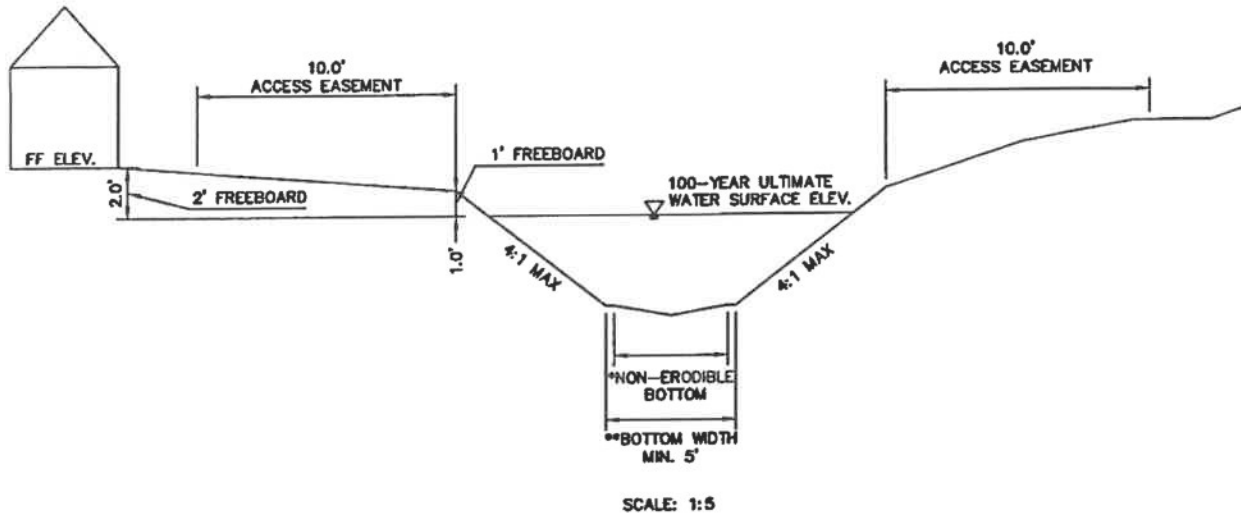 10.0'
ACCESS EASEMENT
10.0'
ACCESS EASEMENT
FF ELEV.
1' FREEBOARD
2.0'
2' FREEBOARD
100-YEAR ULTIMATE
WATER SURFACE ELEV.
1.0'
4:1 MAX
4:1 MAX
*NON-ERODIBLE
BOTTOM
**BOTTOM WIDTH
MIN. 5'
SCALE: 1:5